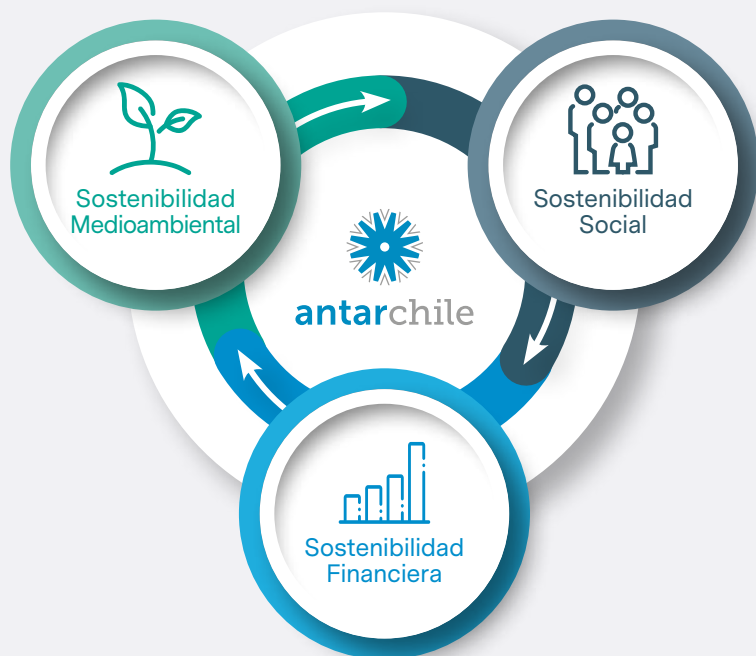 Sostenibilidad
Medioambiental
Sostenibilidad
Social
antarchile
Sostenibilidad
Financiera